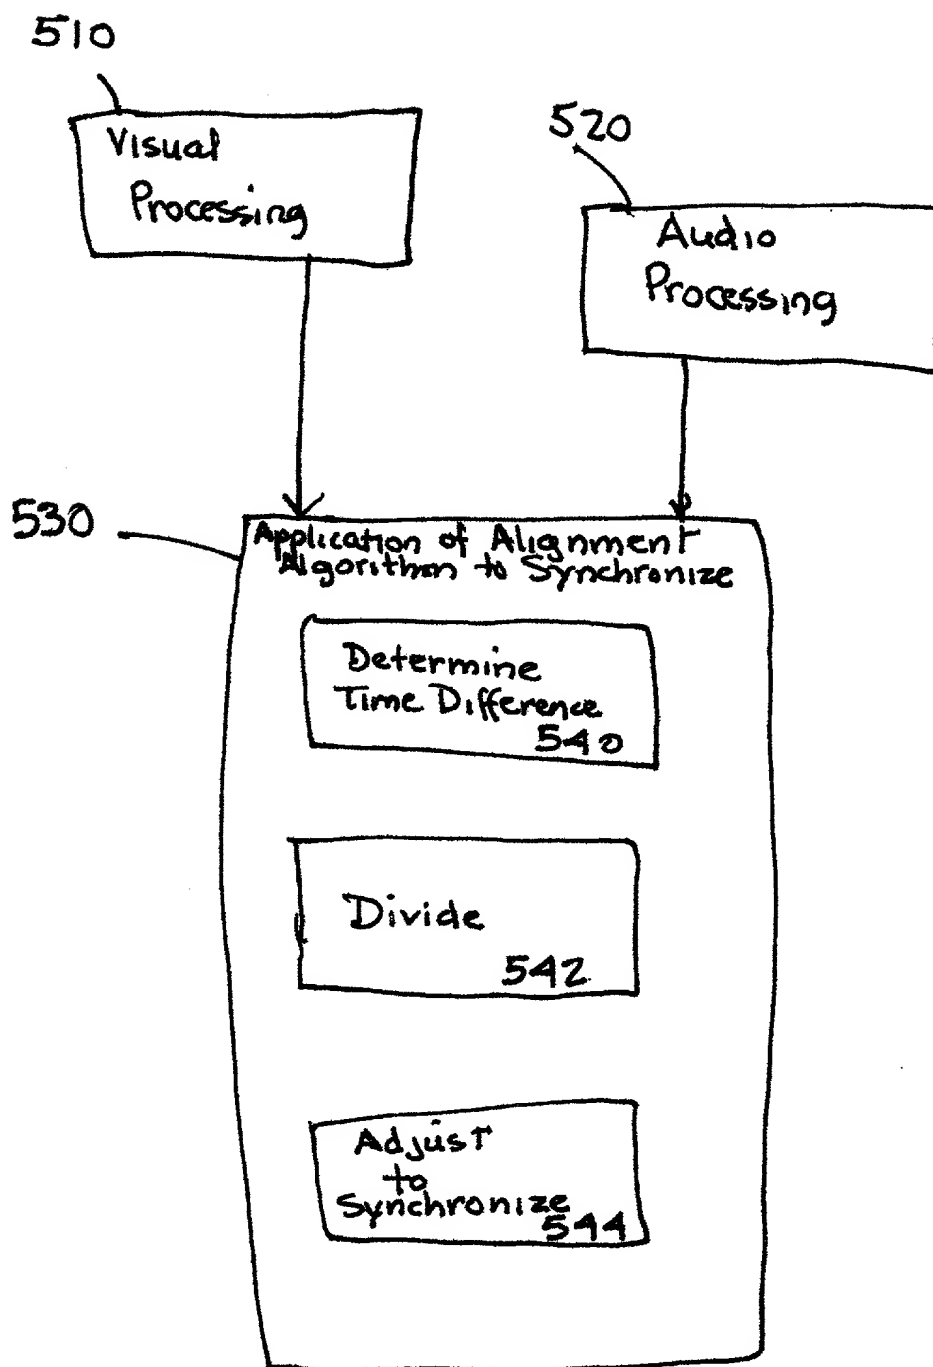 510
Visual
Processing
520
Audio
Processing
530
Application of Alignment
Algorithm to Synchronize
Determine
Time Difference
540
Divide
542
Adjust
to
Synchronize
544